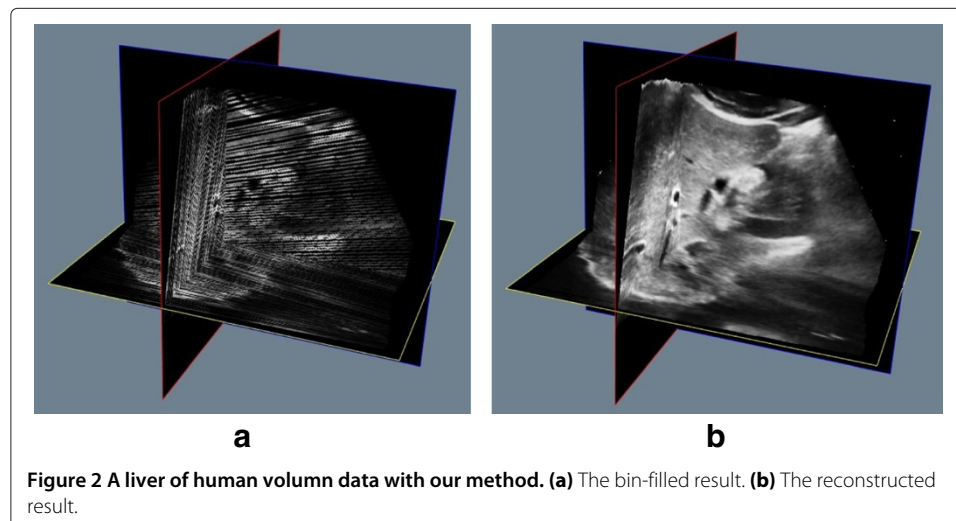 a
b
Figure 2 A liver of human volumn data with our method. (a) The bin-filled result. (b) The reconstructed
result.